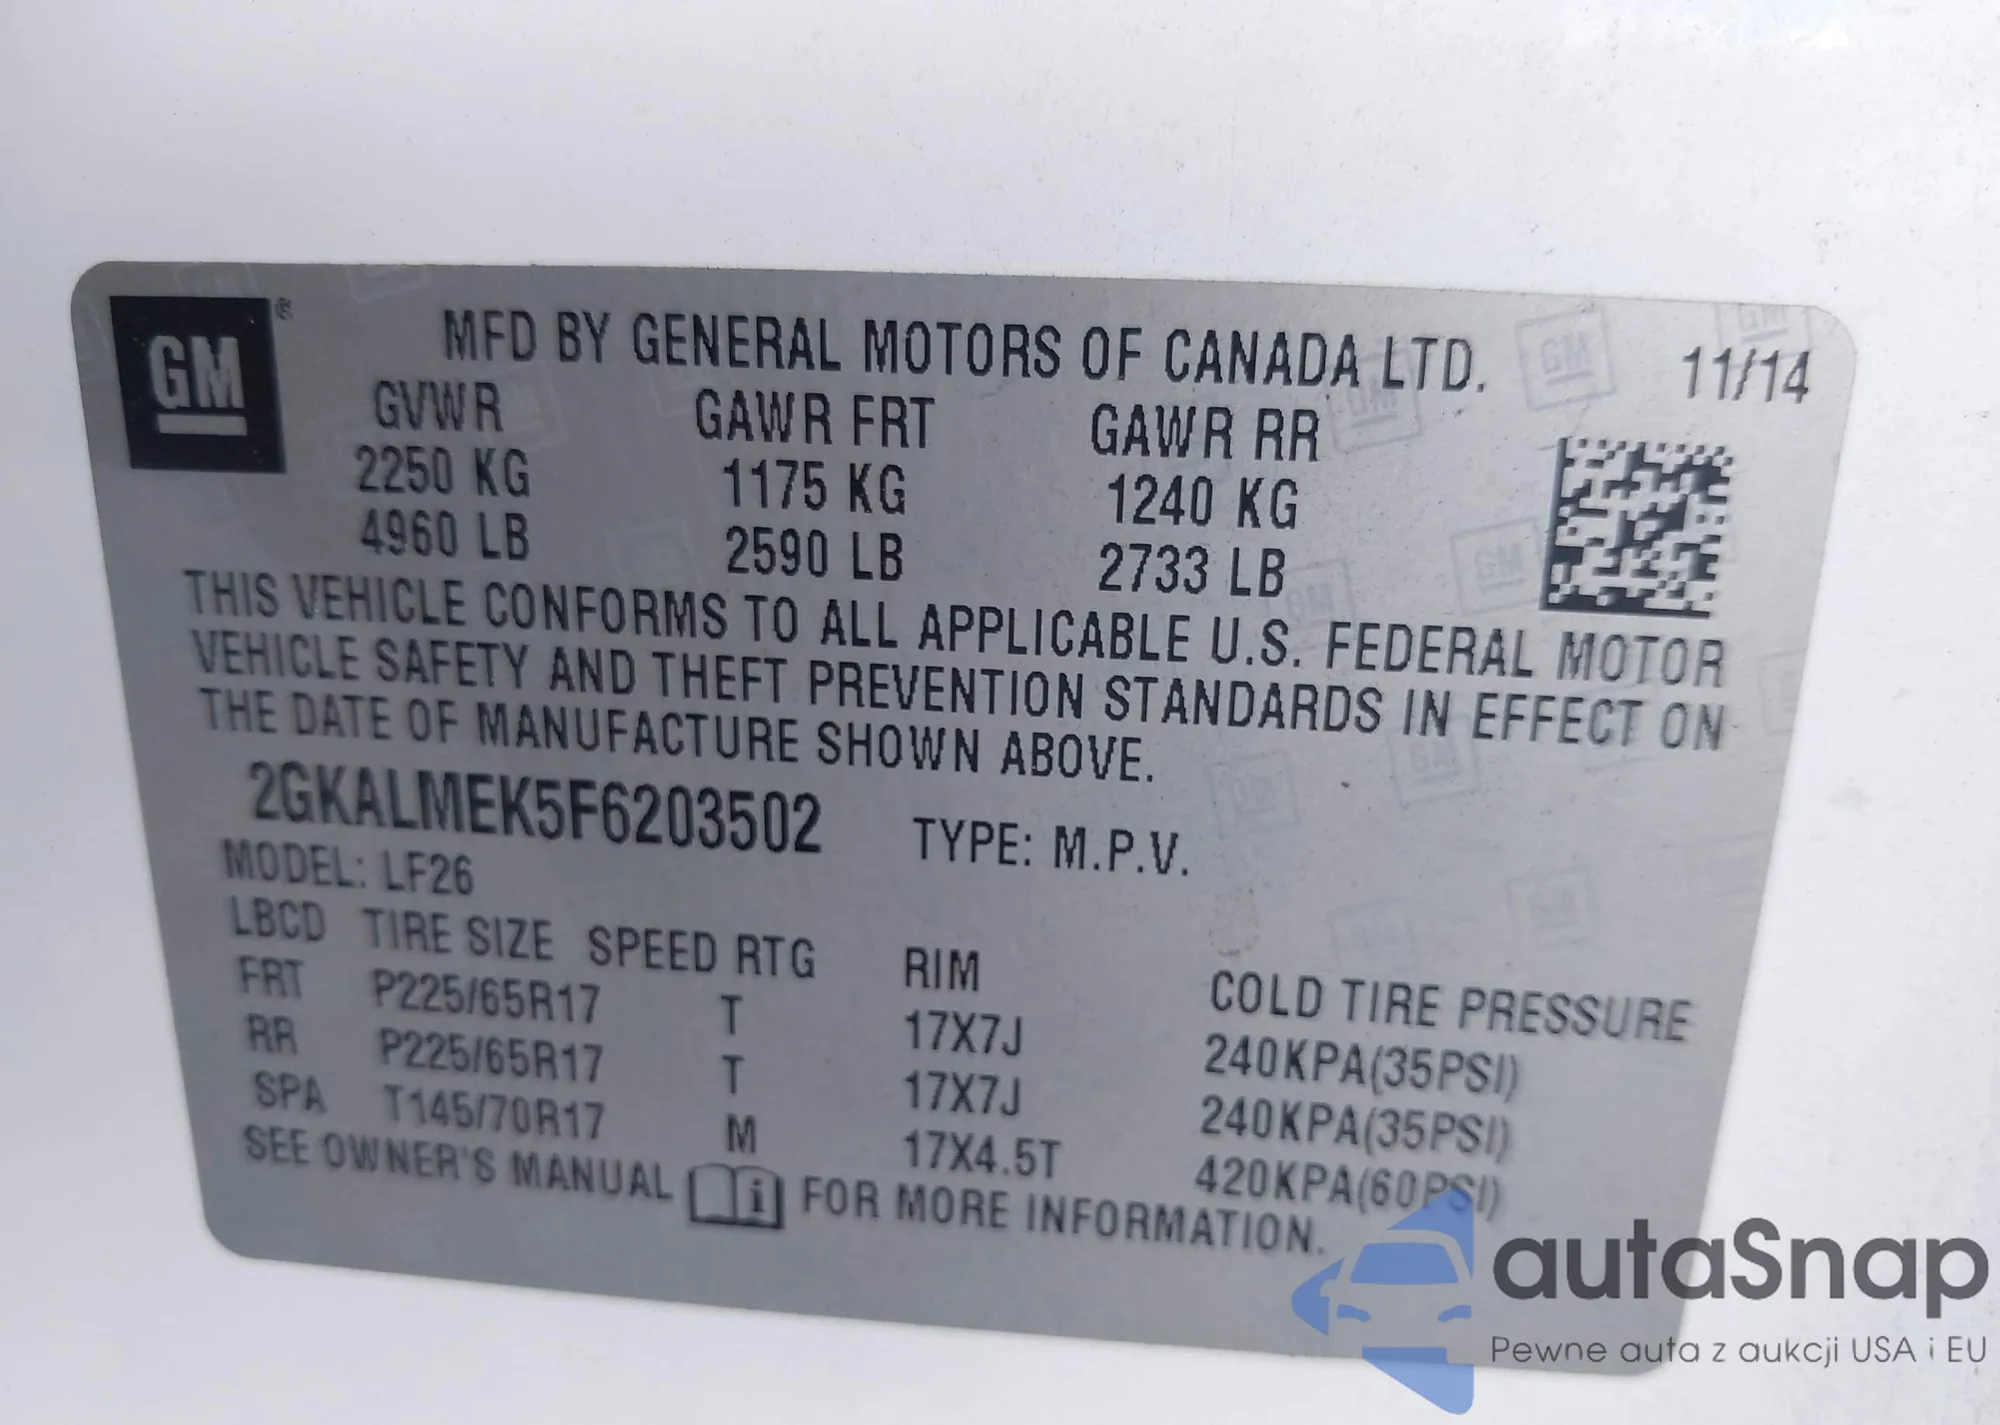 GM ®
MFD BY GENERAL MOTORS OF CANADA LTD. 11/14
GVWR GAWR FRT GAWR RR
2250 KG 1175 KG 1240 KG
4960 LB 2590 LB 2733 LB
THIS VEHICLE CONFORMS TO ALL APPLICABLE U.S. FEDERAL MOTOR
VEHICLE SAFETY AND THEFT PREVENTION STANDARDS IN EFFECT ON
THE DATE OF MANUFACTURE SHOWN ABOVE.
2GKALMEK5F6203502 TYPE: M.P.V.
MODEL: LF26
LBCD TIRE SIZE SPEED RTG RIM COLD TIRE PRESSURE
FRT P225/65R17 T 17X7J 240KPA(35PSI)
RR P225/65R17 T 17X7J 240KPA(35PSI)
SPA T145/70R17 M 17X4.5T 420KPA(60PSI)
SEE OWNER'S MANUAL i FOR MORE INFORMATION.
autaSnap
Pewne auta z aukcji USA i EU